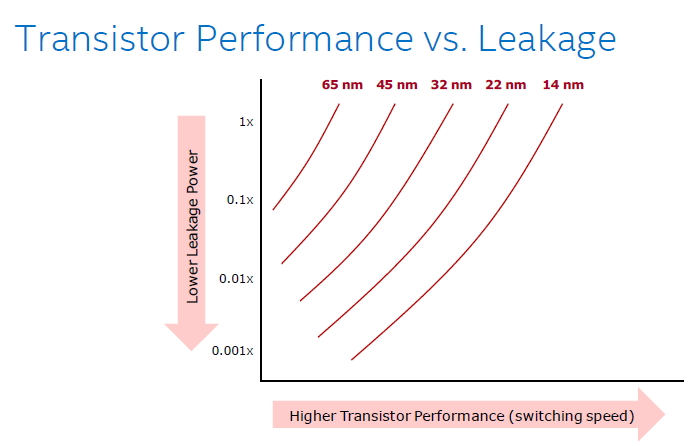 Transistor Performance vs. Leakage
65 nm 45 nm 32 nm 22 nm 14 nm
1x
0.1x
0.01x
0.001x
Lower Leakage Power
Higher Transistor Performance (switching speed)